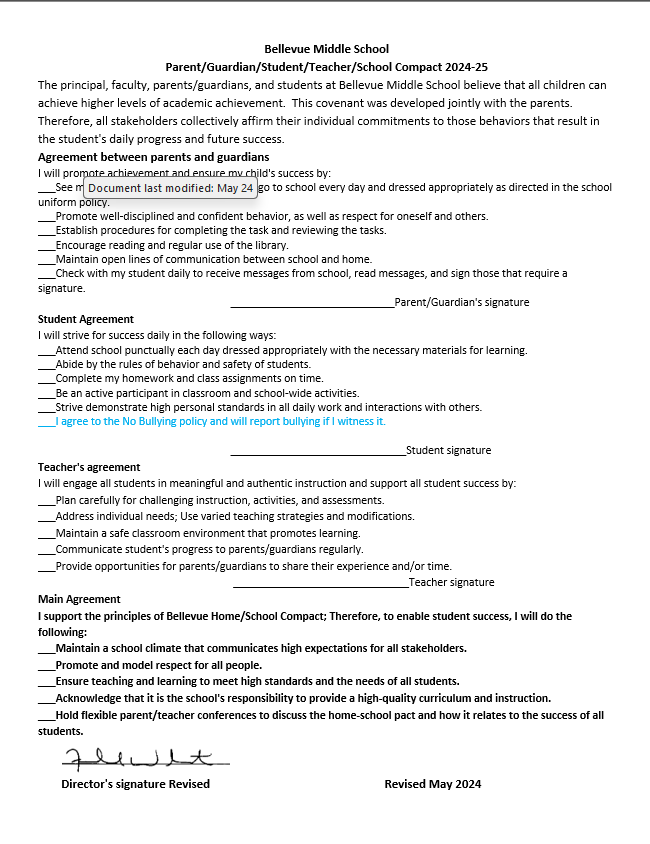 Bellevue Middle School
Parent/Guardian/Student/Teacher/School Compact 2024-25
The principal, faculty, parents/guardians, and students at Bellevue Middle School believe that all children can
achieve higher levels of academic achievement.  This covenant was developed jointly with the parents.
Therefore, all stakeholders collectively affirm their individual commitments to those behaviors that result in
the student's daily progress and future success.
Agreement between parents and guardians
I will promote achievement and ensure my child's success by:
___See Document last modified: May 24 go to school every day and dressed appropriately as directed in the school
uniform policy.
___Promote well-disciplined and confident behavior, as well as respect for oneself and others.
___Establish procedures for completing the task and reviewing the tasks.
___Encourage reading and regular use of the library.
___Maintain open lines of communication between school and home.
___Check with my student daily to receive messages from school, read messages, and sign those that require a
signature.
___________________________Parent/Guardian's signature
Student Agreement
I will strive for success daily in the following ways:
___Attend school punctually each day dressed appropriately with the necessary materials for learning.
___Abide by the rules of behavior and safety of students.
___Complete my homework and class assignments on time.
___Be an active participant in classroom and school-wide activities.
___Strive demonstrate high personal standards in all daily work and interactions with others.
___I agree to the No Bullying policy and will report bullying if I witness it.
_____________________________Student signature
Teacher's agreement
I will engage all students in meaningful and authentic instruction and support all student success by:
___Plan carefully for challenging instruction, activities, and assessments.
___Address individual needs; Use varied teaching strategies and modifications.
___Maintain a safe classroom environment that promotes learning.
___Communicate student's progress to parents/guardians regularly.
___Provide opportunities for parents/guardians to share their experience and/or time.
_____________________________Teacher signature
Main Agreement
I support the principles of Bellevue Home/School Compact; Therefore, to enable student success, I will do the
following:
___Maintain a school climate that communicates high expectations for all stakeholders.
___Promote and model respect for all people.
___Ensure teaching and learning to meet high standards and the needs of all students.
___Acknowledge that it is the school's responsibility to provide a high-quality curriculum and instruction.
___Hold flexible parent/teacher conferences to discuss the home-school pact and how it relates to the success of all
students.
Director's signature Revised Revised May 2024